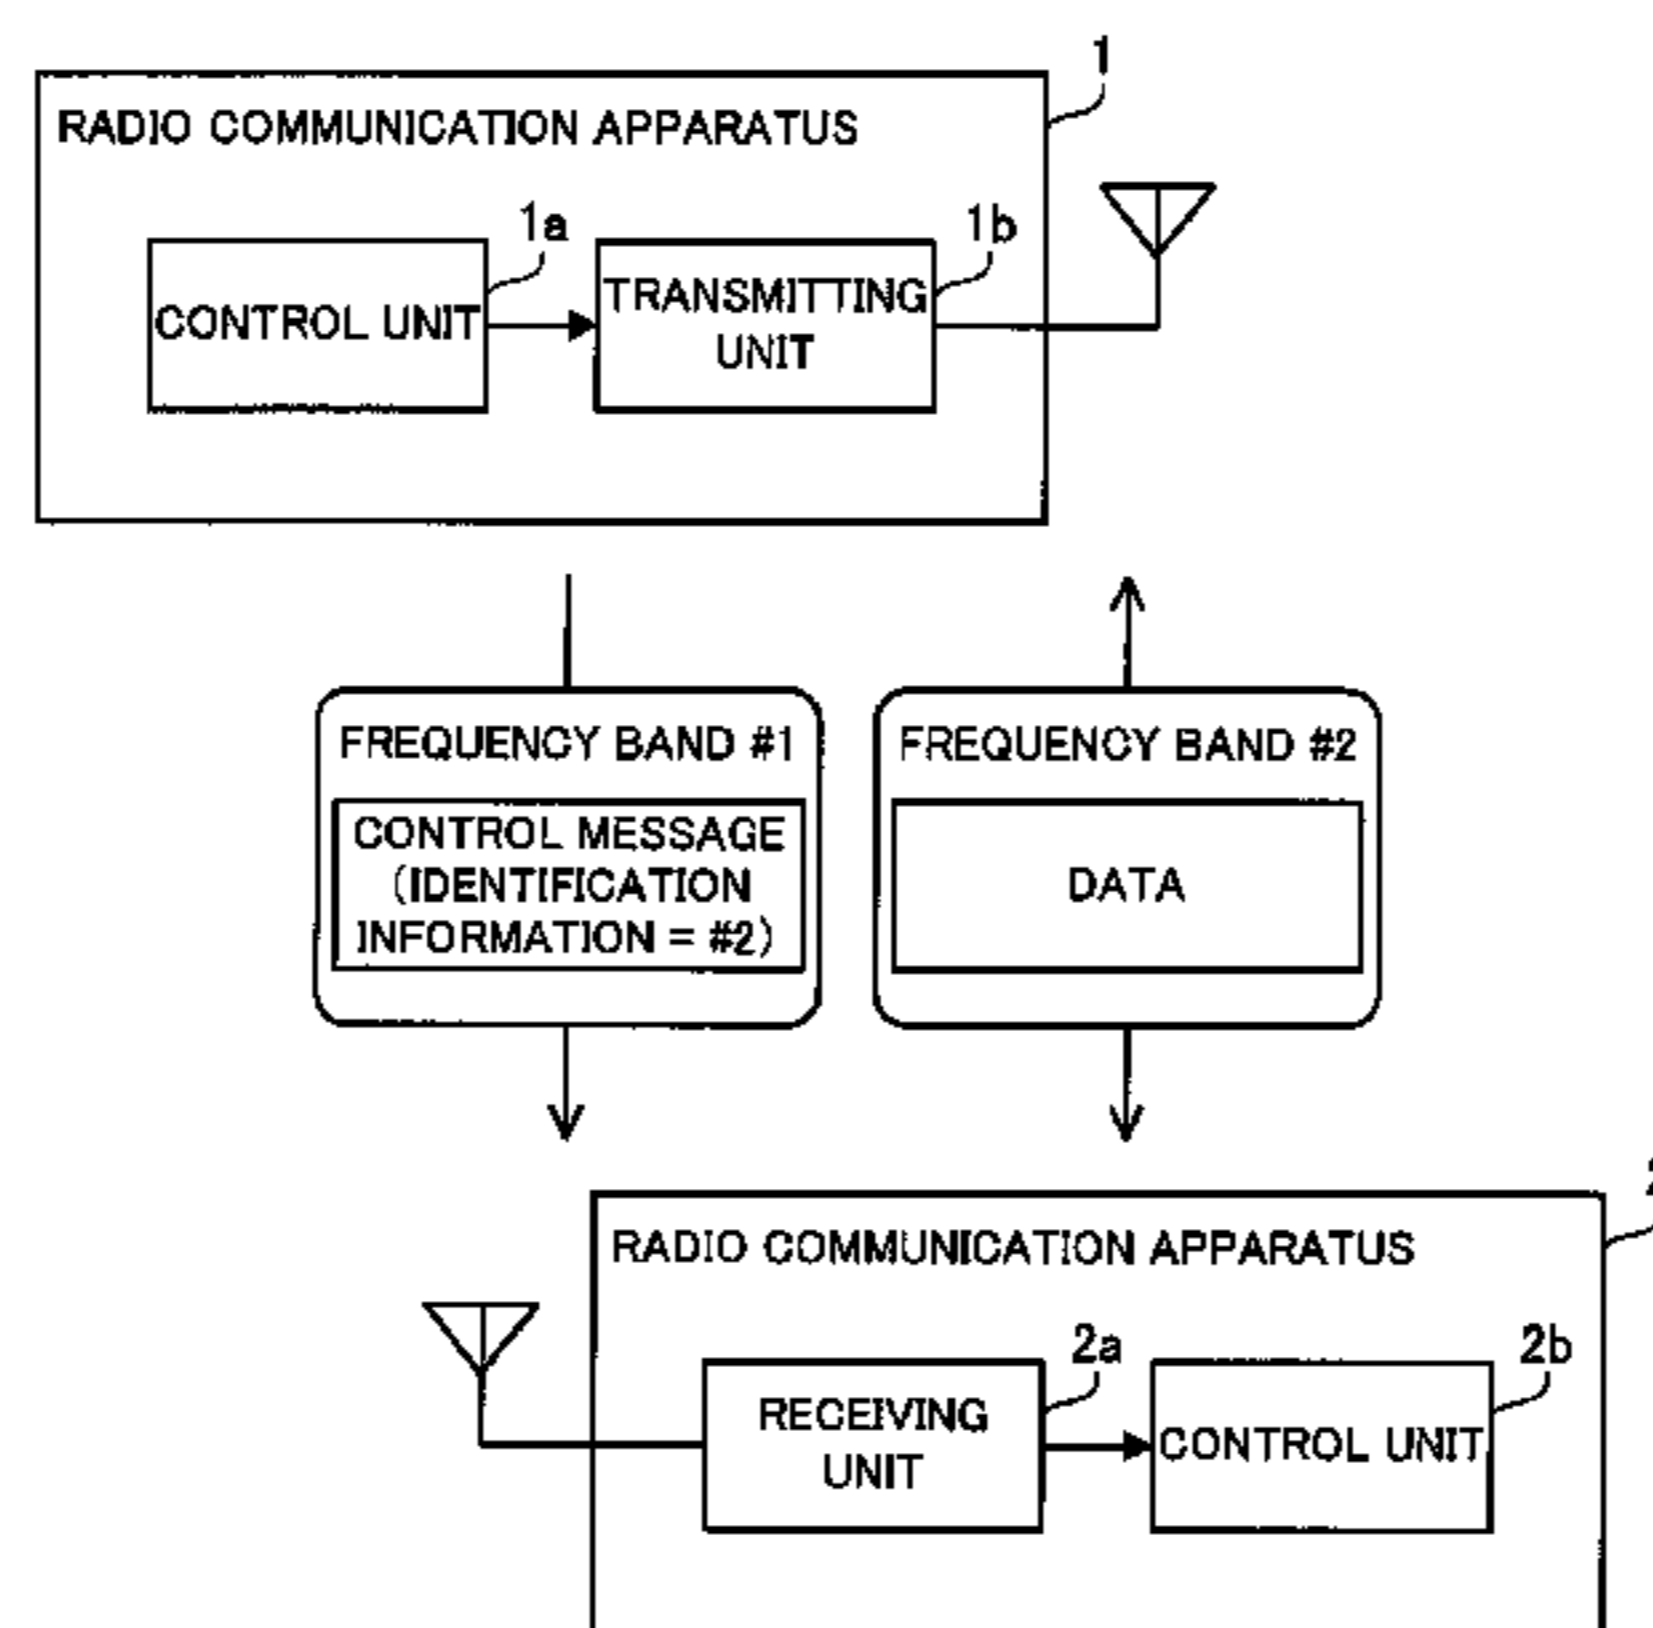 1
RADIO COMMUNICATION APPARATUS
1a
1b
CONTROL UNIT
TRANSMITTING
UNIT
FREQUENCY BAND #1
FREQUENCY BAND #2
CONTROL MESSAGE
(IDENTIFICATION
INFORMATION = #2)
DATA
RADIO COMMUNICATION APPARATUS
2a
2b
RECEIVING
UNIT
CONTROL UNIT